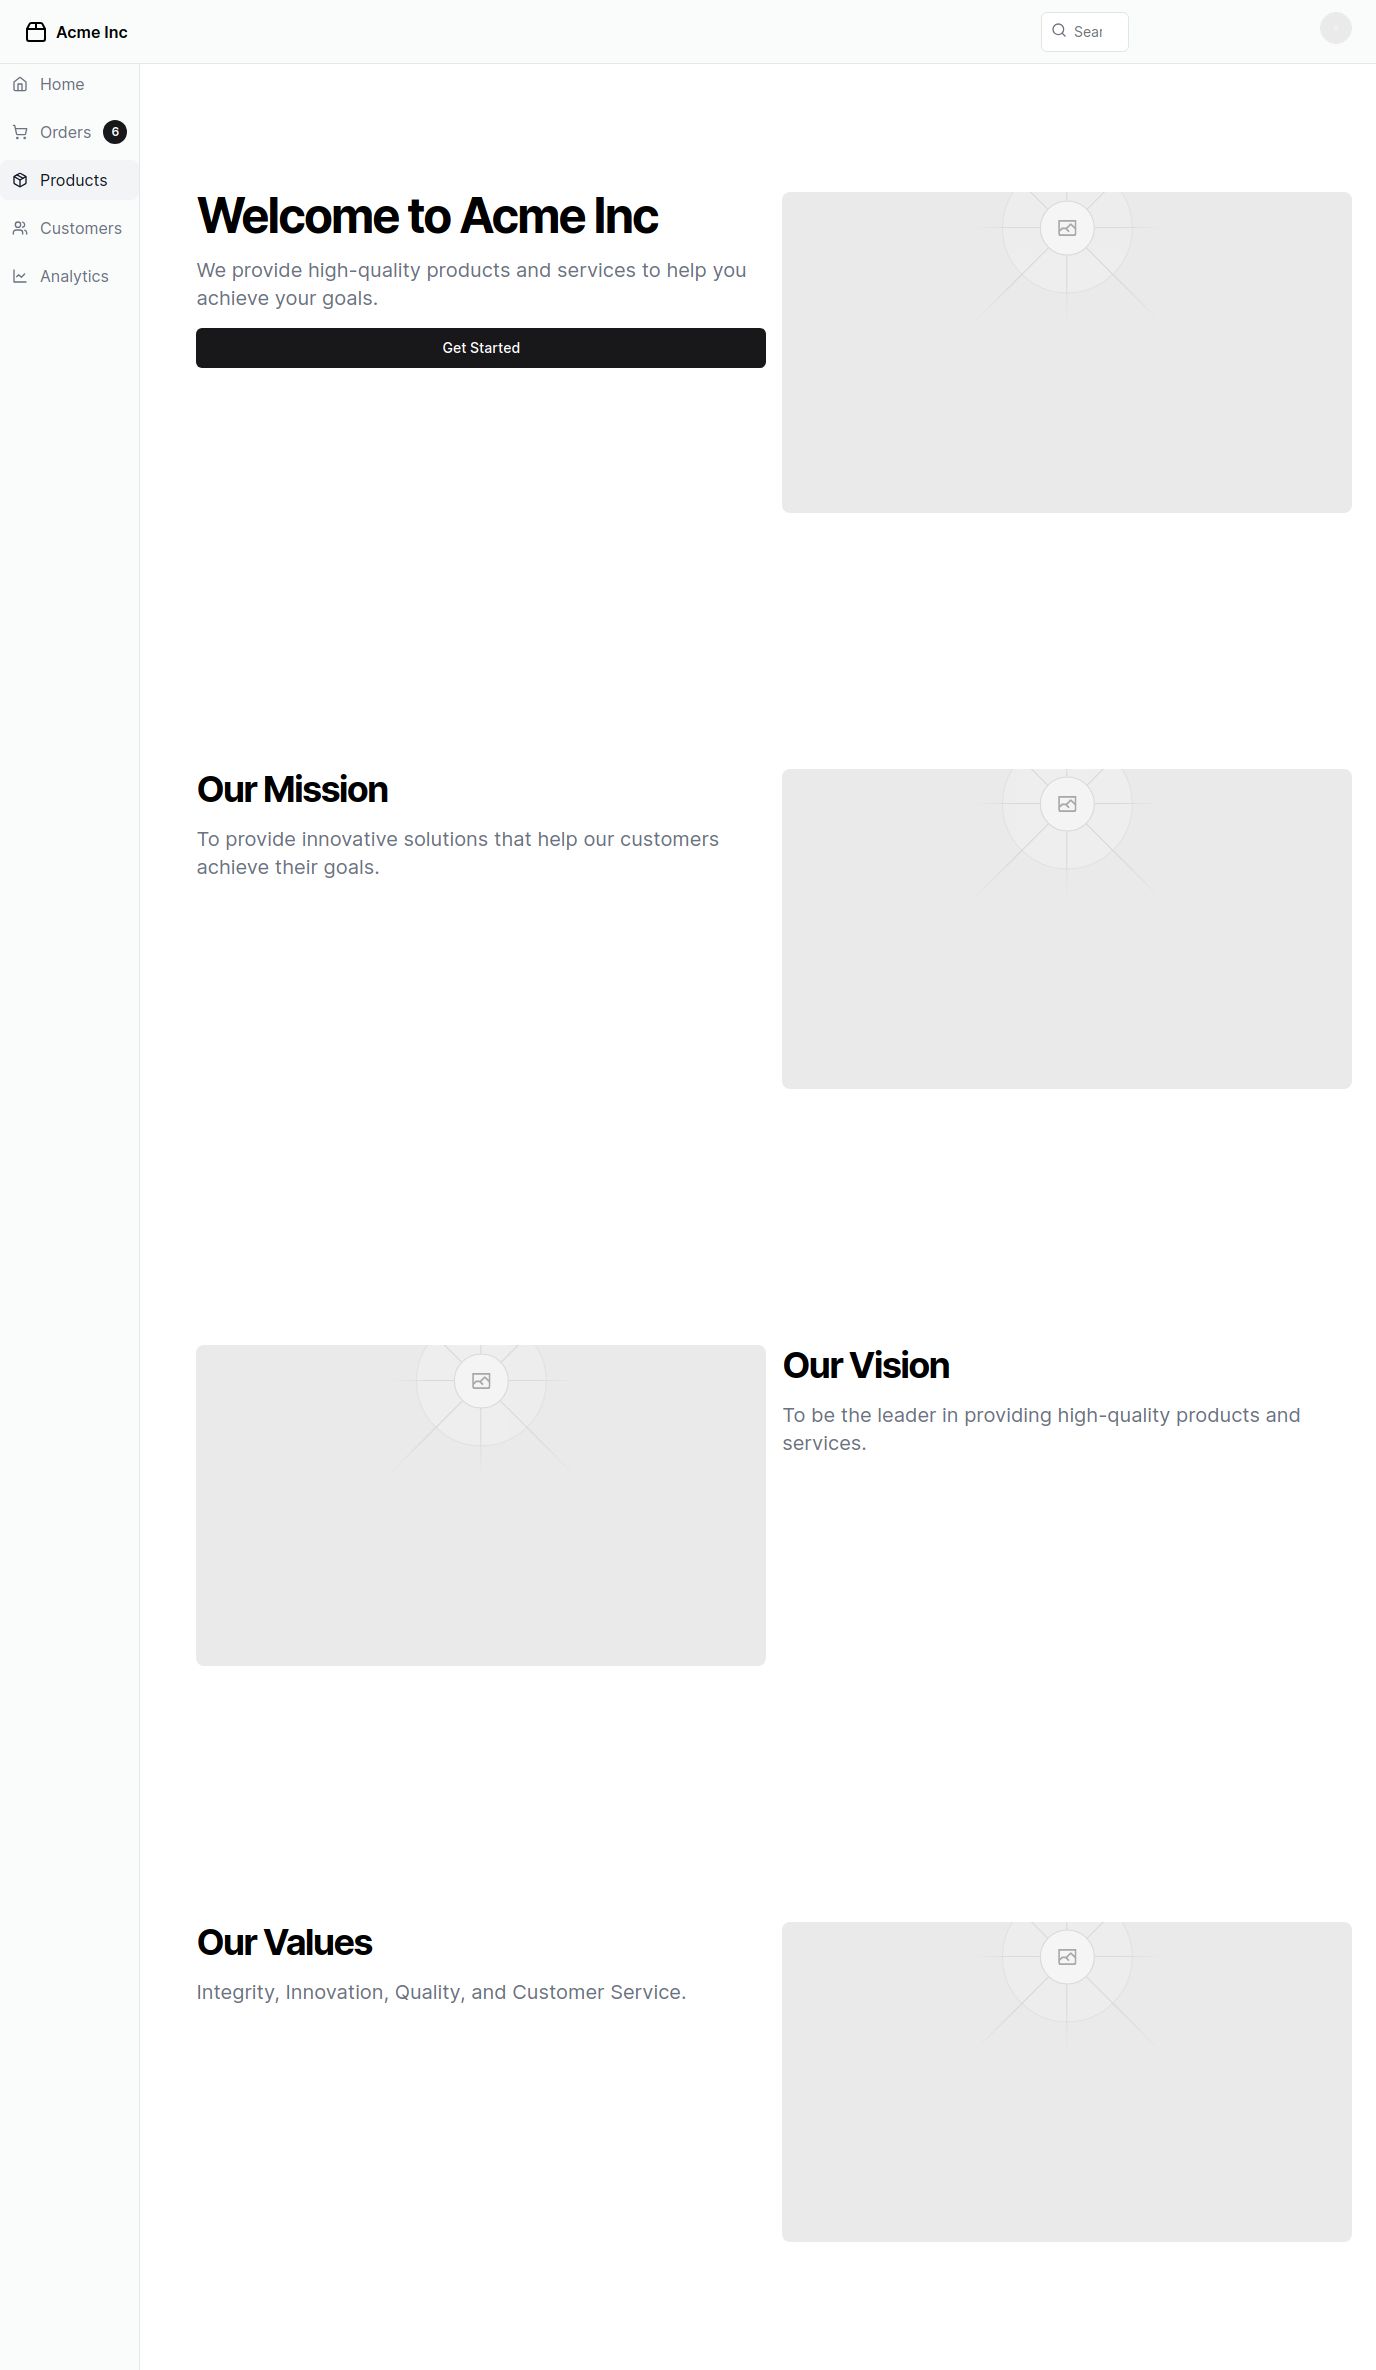 Acme Inc
Sear
Home
Orders 6
Products
Customers
Analytics
Welcome to Acme Inc
We provide high-quality products and services to help you
achieve your goals.
Get Started
Our Mission
To provide innovative solutions that help our customers
achieve their goals.
Our Vision
To be the leader in providing high-quality products and
services.
Our Values
Integrity, Innovation, Quality, and Customer Service.